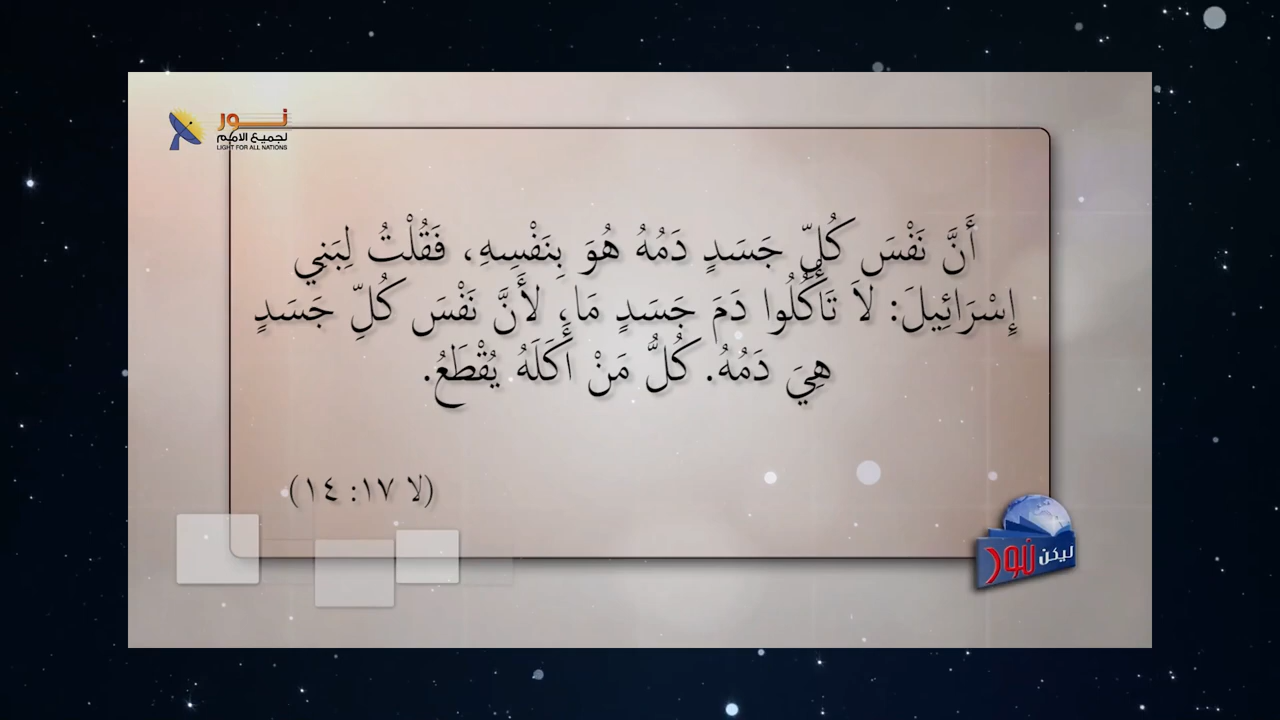 نور
لجميع الامم
LIGHT FOR ALL NATIONS
أَنَّ نَفْسَ كُلِّ جَسَدٍ دَمُهُ هُوَ بِنَفْسِهِ، فَقُلْتُ لِبَنِي
إِسْرَائِيلَ: لاَ تَأْكُلُوا دَمَ جَسَدٍ مَا، لأَنَّ نَفْسَ كُلِّ جَسَدٍ
هِيَ دَمُهُ. كُلُّ مَنْ أَكَلَهُ يُقْطَعُ.
(لا ١٧: ١٤)
ليكن نور